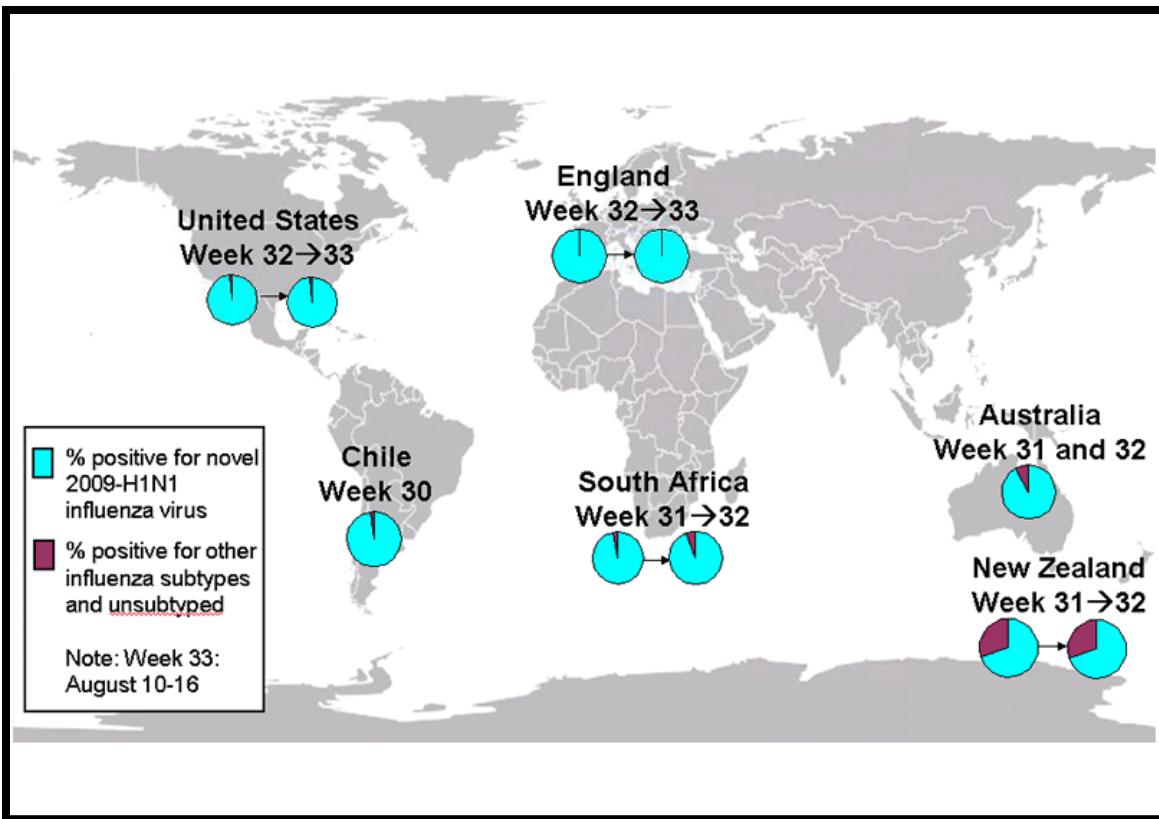 England
Week 32→33
United States
Week 32→33
Australia
Week 31 and 32
Chile
Week 30
South Africa
Week 31→32
New Zealand
Week 31→32
% positive for novel
2009-H1N1
influenza virus
% positive for other
influenza subtypes
and unsubtyped
Note: Week 33:
August 10-16